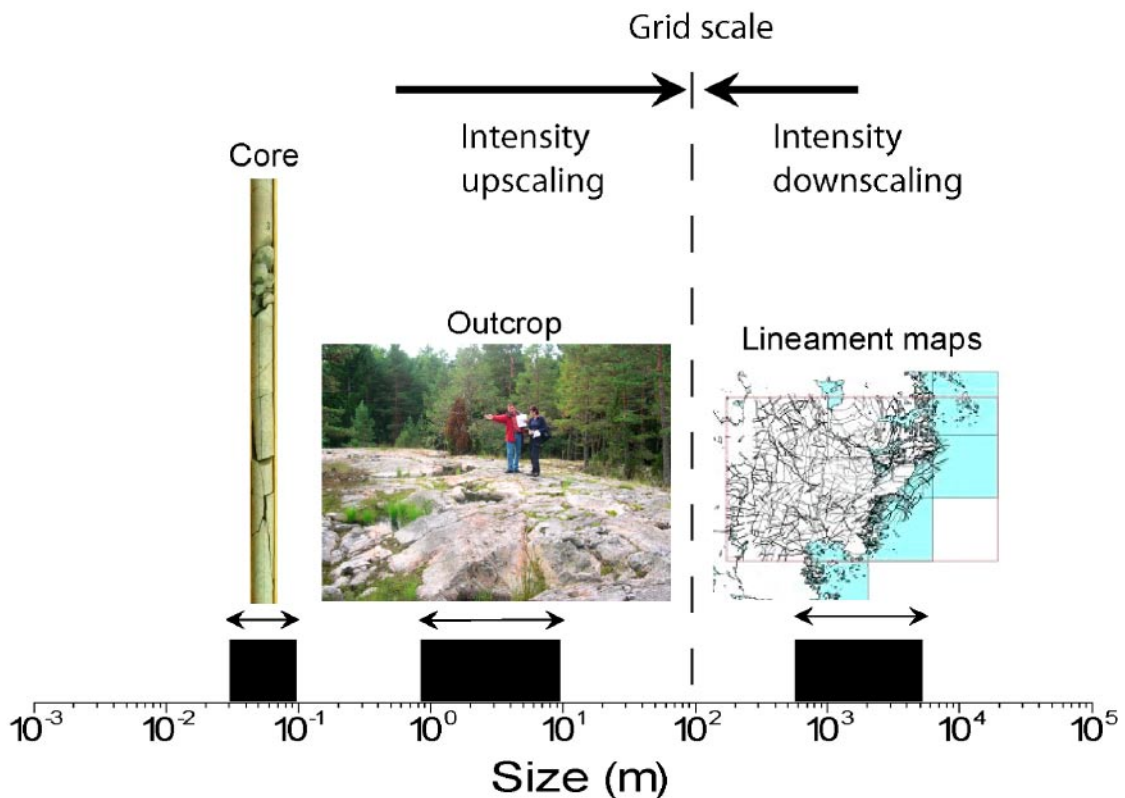 Grid scale
Intensity
upscaling
Intensity
downscaling
Core
Outcrop
Lineament maps
10⁻³ 10⁻² 10⁻¹ 10⁰ 10¹ 10² 10³ 10⁴ 10⁵
Size (m)